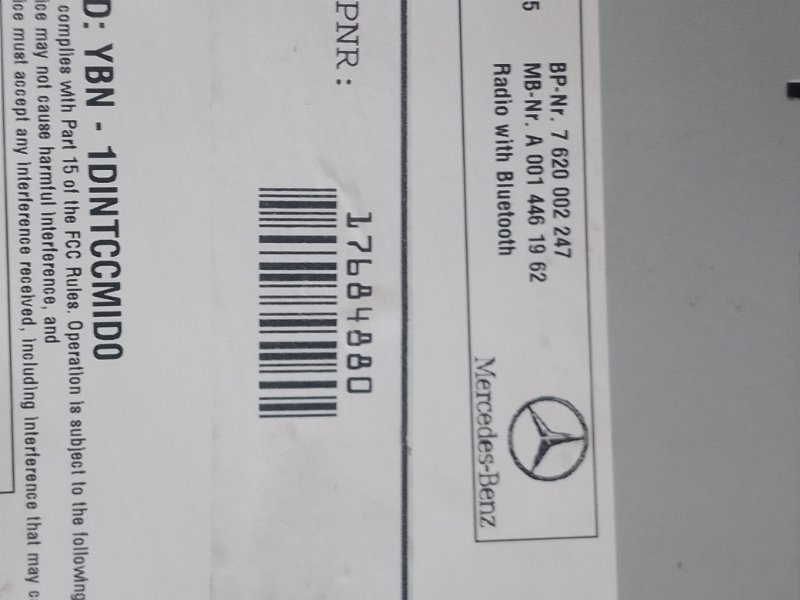 5
BP-Nr. 7 620 002 247
MB-Nr. A 001 446 19 62
Radio with Bluetooth
Mercedes-Benz
PNR:
17684880
D: YBN - 1DINTCCMID0
complies with Part 15 of the FCC Rules. Operation is subject to the following
ice may not cause harmful interference, and
ice must accept any interference received, including interference that may c